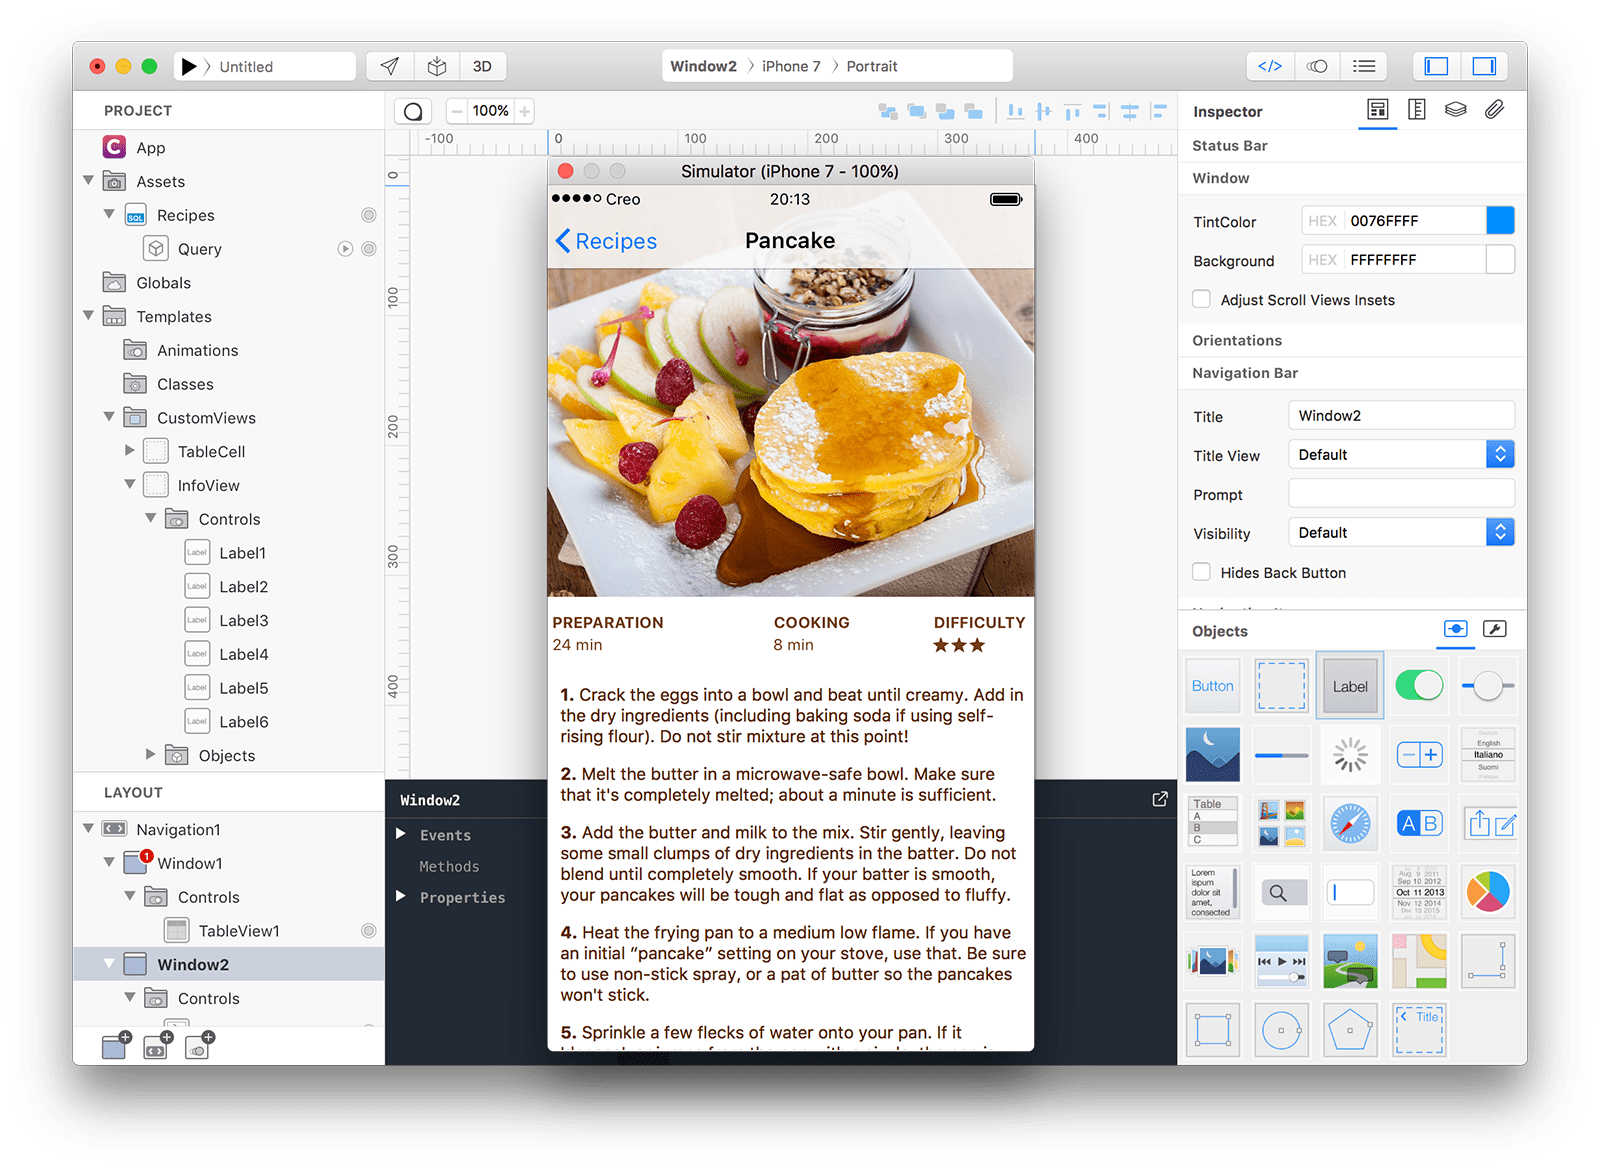 Untitled
3D
Window2 〉 iPhone 7 〉 Portrait
</>
PROJECT
App
Assets
SQL
Recipes
Query
Globals
Templates
Animations
Classes
CustomViews
TableCell
InfoView
Controls
Label Label1
Label Label2
Label Label3
Label Label4
Label Label5
Label Label6
Objects
LAYOUT
Navigation1
1
Window1
Controls
TableView1
Window2
Controls
− 100% +
-100 0 100 200 300 400
0
100
200
300
400
Simulator (iPhone 7 - 100%)
Creo 20:13
Recipes Pancake
PREPARATION COOKING DIFFICULTY
24 min 8 min ★★★
1. Crack the eggs into a bowl and beat until creamy. Add in
the dry ingredients (including baking soda if using self-
rising flour). Do not stir mixture at this point!
2. Melt the butter in a microwave-safe bowl. Make sure
that it's completely melted; about a minute is sufficient.
3. Add the butter and milk to the mix. Stir gently, leaving
some small clumps of dry ingredients in the batter. Do not
blend until completely smooth. If your batter is smooth,
your pancakes will be tough and flat as opposed to fluffy.
4. Heat the frying pan to a medium low flame. If you have
an initial “pancake” setting on your stove, use that. Be sure
to use non-stick spray, or a pat of butter so the pancakes
won't stick.
5. Sprinkle a few flecks of water onto your pan. If it
Window2
Events
Methods
Properties
Inspector
Status Bar
Window
TintColor HEX 0076FFFF
Background HEX FFFFFFFF
Adjust Scroll Views Insets
Orientations
Navigation Bar
Title Window2
Title View Default
Prompt
Visibility Default
Hides Back Button
Objects
Button
Label
English
Italiano
Suomi
Table
A
B
C
A B
Lorem
ipsum
dolor sit
amet,
consected
Aug 9 2011
Sep 10 2012
Oct 11 2013
Nov 12 2014
Dec 13 2015
Title